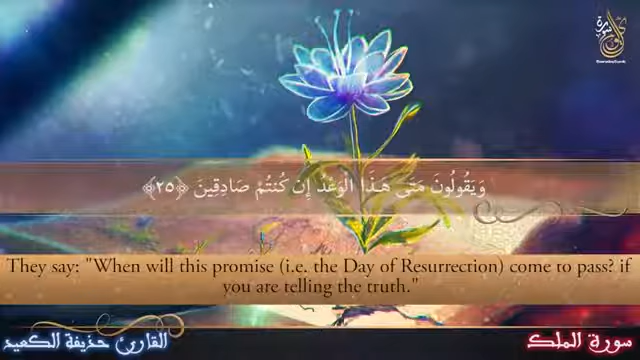 وَيَقُولُونَ مَتَى هَذَا الْوَعْدُ إِن كُنتُمْ صَادِقِينَ ﴿٢٥﴾
They say: "When will this promise (i.e. the Day of Resurrection) come to pass? if
you are telling the truth."
سورة الملك
القارئ حذيفة الكعيد